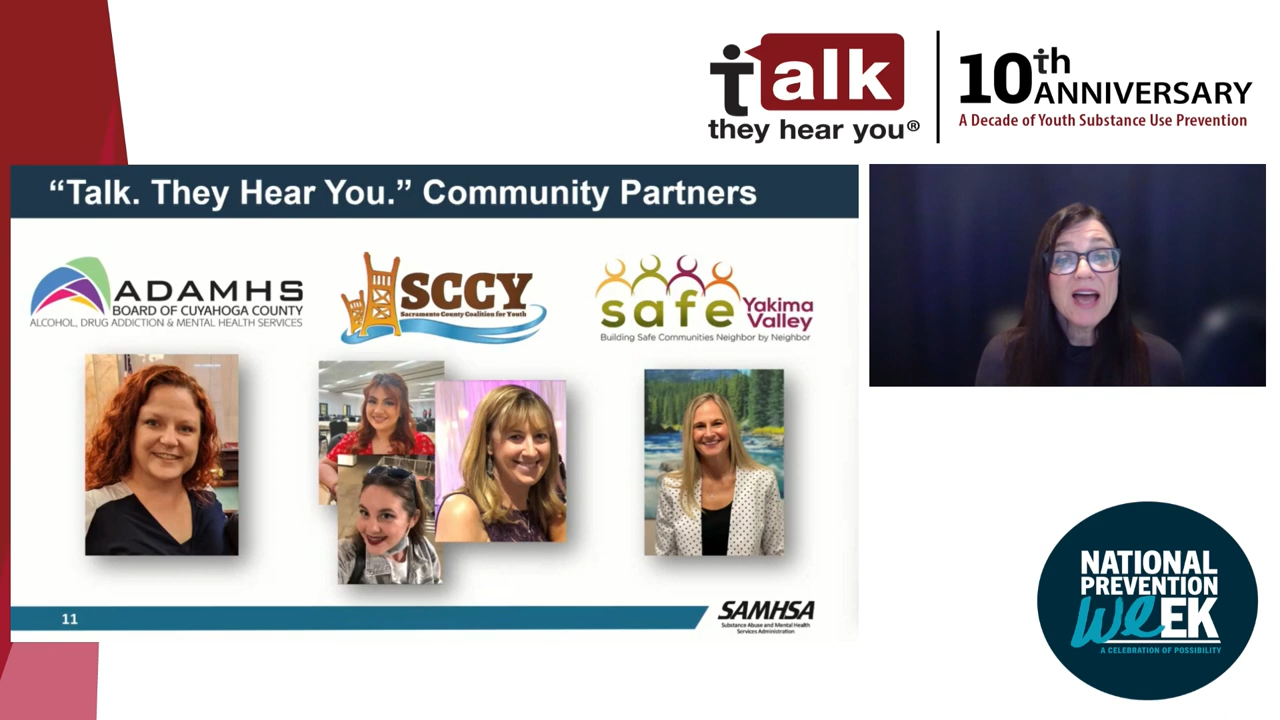 talk
they hear you®
10th
ANNIVERSARY
A Decade of Youth Substance Use Prevention
“Talk. They Hear You.” Community Partners
ADAMHS
BOARD OF CUYAHOGA COUNTY
ALCOHOL, DRUG ADDICTION & MENTAL HEALTH SERVICES
SCCY
Sacramento County Coalition for Youth
safe Yakima
Valley
Building Safe Communities Neighbor by Neighbor
11
SAMHSA
Substance Abuse and Mental Health
Services Administration
NATIONAL
PREVENTION
WEEK
A CELEBRATION OF POSSIBILITY